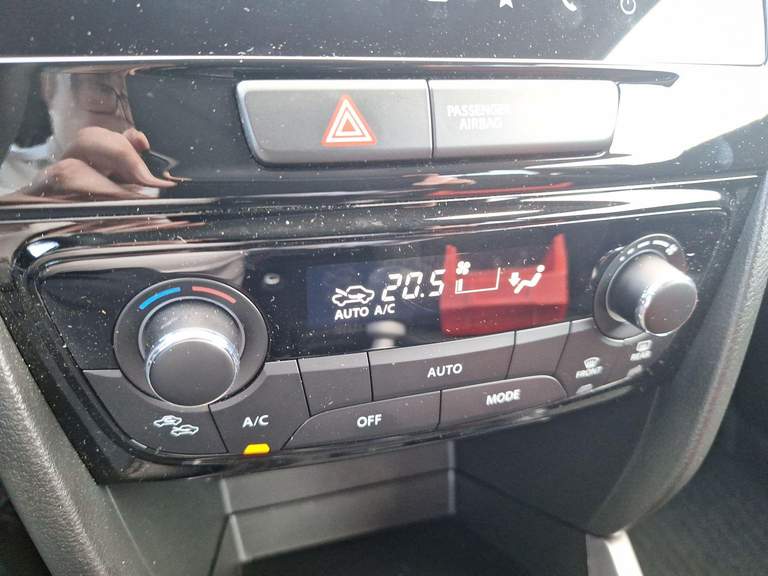 PASSENGER
AIRBAG
20.5
AUTO A/C
AUTO
FRONT
REAR
A/C
OFF
MODE